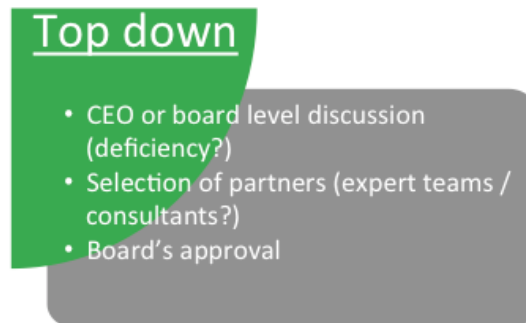 Top down
• CEO or board level discussion
(deficiency?)
• Selection of partners (expert teams /
consultants?)
• Board's approval